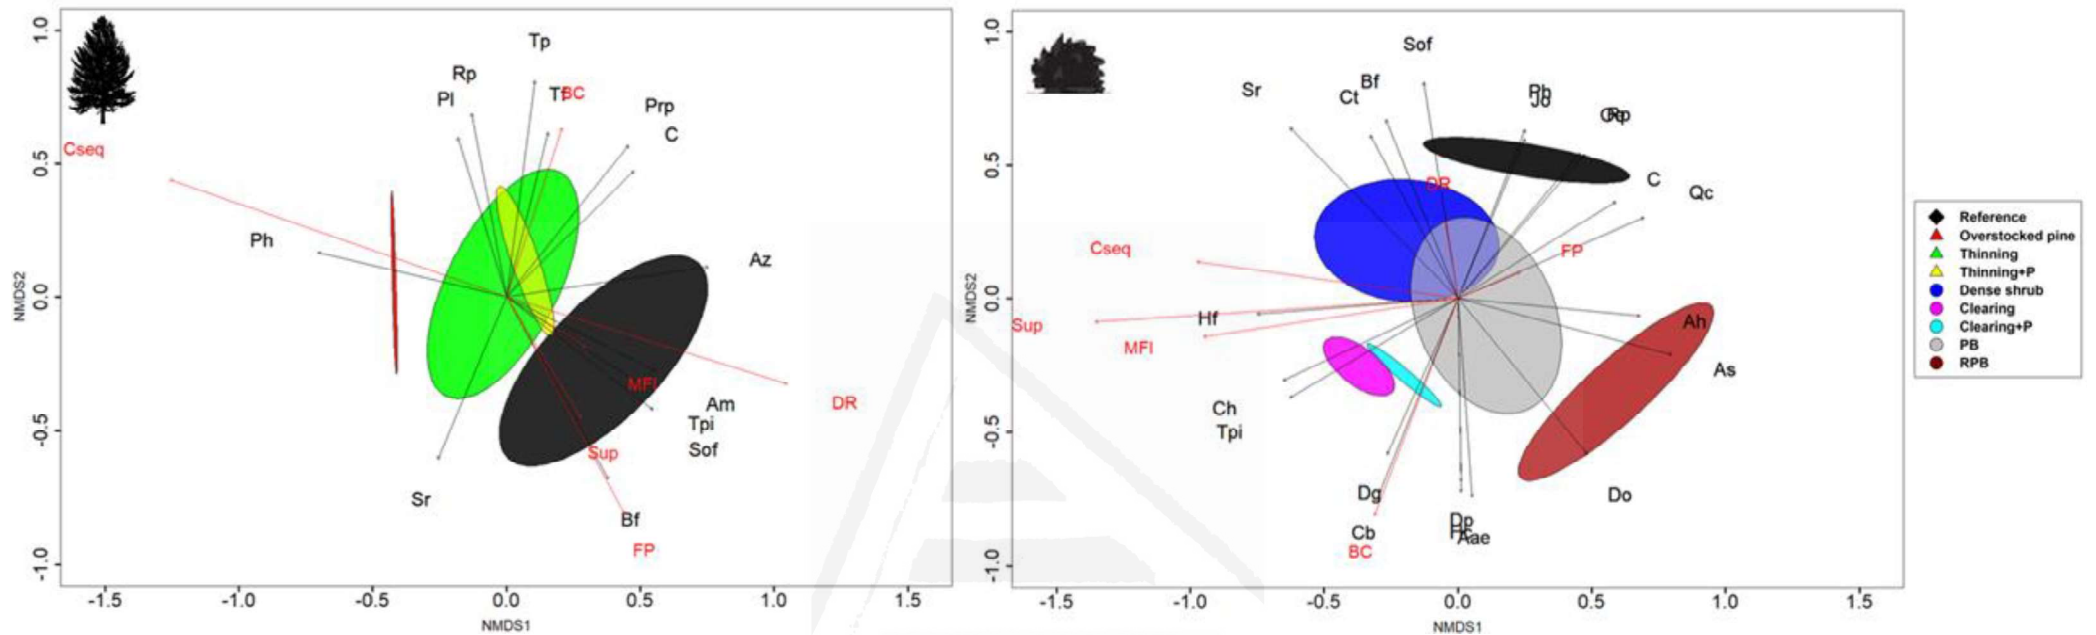 Tp
Rp
Pl
BC
Prp
C
Cseq
Ph
Az
MFI
Am
DR
Tpi
Sof
Sup
Sr
Bf
FP
1.0
0.5
0.0
-0.5
-1.0
NMDS2
-1.5
-1.0
-0.5
0.0
0.5
1.0
1.5
NMDS1
Sof
Sr
Bf
Ct
Rp
C
Qc
DR
Cseq
FP
Sup
Hf
MFI
Ah
As
Ch
Tpi
Dg
Do
Cb
Dp
Aae
BC
1.0
0.5
0.0
-0.5
-1.0
NMDS2
-1.5
-1.0
-0.5
0.0
0.5
1.0
1.5
NMDS1
Reference
Overstocked pine
Thinning
Thinning+P
Dense shrub
Clearing
Clearing+P
PB
RPB